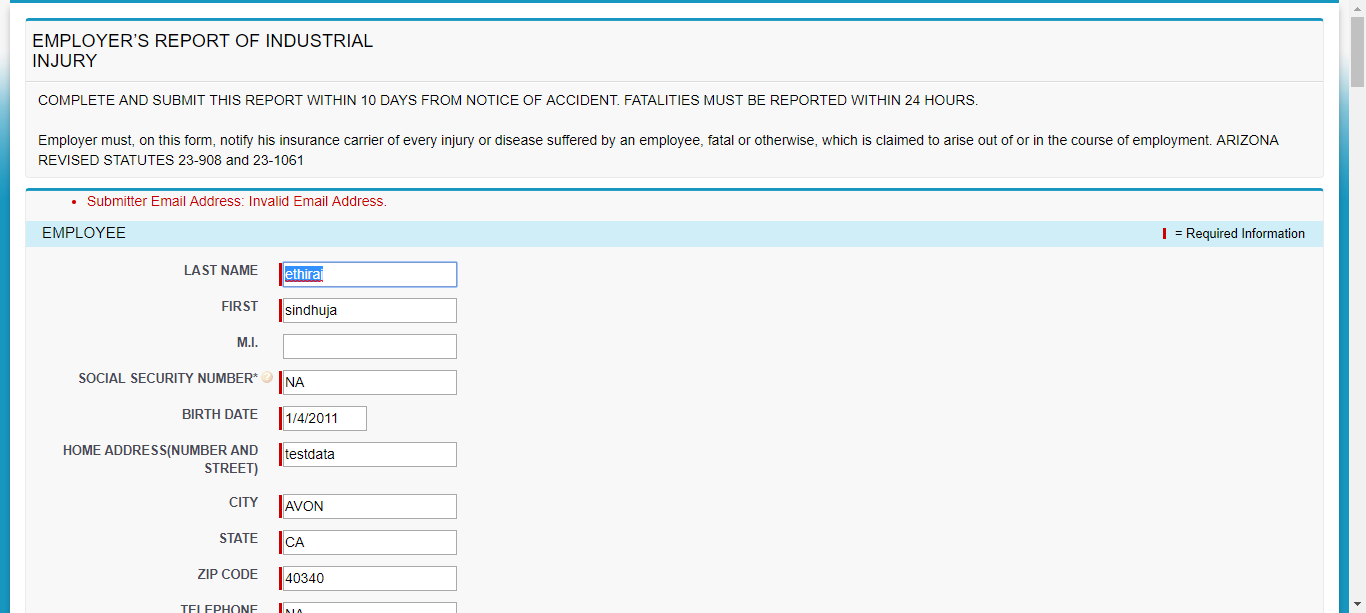 EMPLOYER’S REPORT OF INDUSTRIAL
INJURY
COMPLETE AND SUBMIT THIS REPORT WITHIN 10 DAYS FROM NOTICE OF ACCIDENT. FATALITIES MUST BE REPORTED WITHIN 24 HOURS.
Employer must, on this form, notify his insurance carrier of every injury or disease suffered by an employee, fatal or otherwise, which is claimed to arise out of or in the course of employment. ARIZONA
REVISED STATUTES 23-908 and 23-1061
• Submitter Email Address: Invalid Email Address.
EMPLOYEE = Required Information
LAST NAME ethiraj
FIRST sindhuja
M.I.
SOCIAL SECURITY NUMBER* NA
BIRTH DATE 1/4/2011
HOME ADDRESS(NUMBER AND testdata
STREET)
CITY AVON
STATE CA
ZIP CODE 40340
TELEPHONE NA